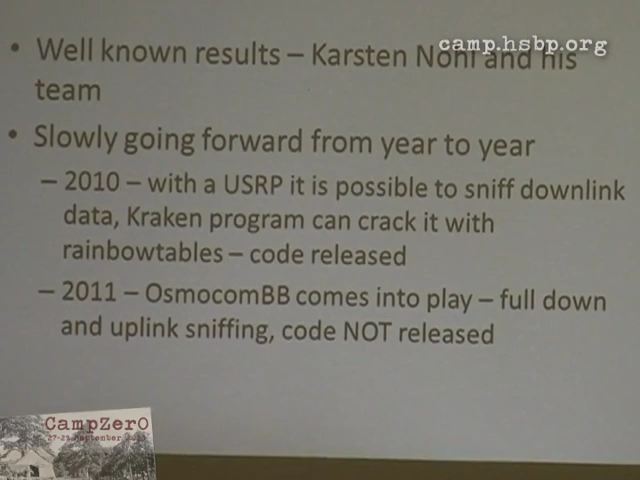 camp.hsbp.org
• Well known results – Karsten Nohl and his
team
• Slowly going forward from year to year
– 2010 – with a USRP it is possible to sniff downlink
data, Kraken program can crack it with
rainbowtables – code released
– 2011 – OsmocomBB comes into play – full down
and uplink sniffing, code NOT released
CampZer0
September